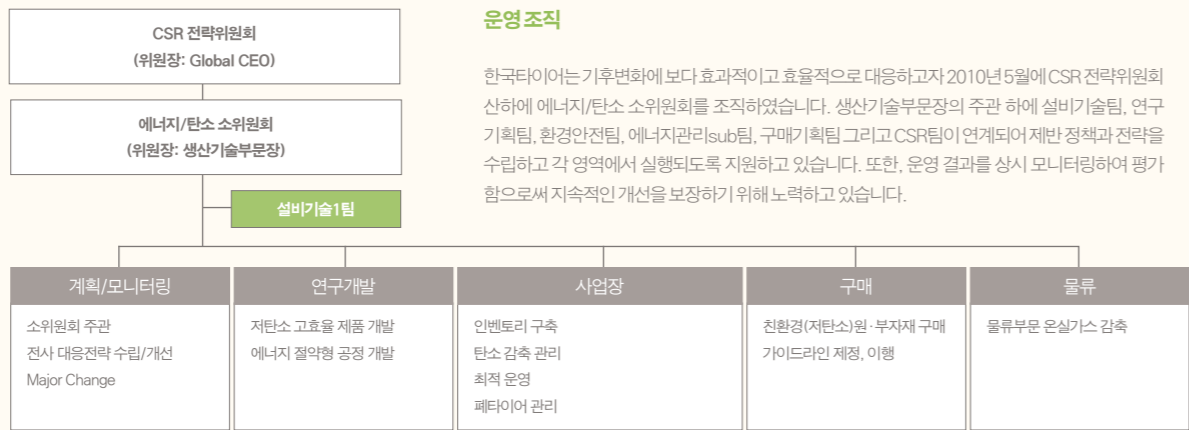 CSR 전략위원회
(위원장: Global CEO)
에너지/탄소 소위원회
(위원장: 생산기술부문장)
설비기술1팀
운영 조직
한국타이어는 기후변화에 보다 효과적이고 효율적으로 대응하고자 2010년 5월에 CSR 전략위원회
산하에 에너지/탄소 소위원회를 조직하였습니다. 생산기술부문장의 주관 하에 설비기술팀, 연구
기획팀, 환경안전팀, 에너지관리sub팀, 구매기획팀 그리고 CSR팀이 연계되어 제반 정책과 전략을
수립하고 각 영역에서 실행되도록 지원하고 있습니다. 또한, 운영 결과를 상시 모니터링하여 평가
함으로써 지속적인 개선을 보장하기 위해 노력하고 있습니다.
계획/모니터링
소위원회 주관
전사 대응전략 수립/개선
Major Change
연구개발
저탄소 고효율 제품 개발
에너지 절약형 공정 개발
사업장
인벤토리 구축
탄소 감축 관리
최적 운영
폐타이어 관리
구매
친환경(저탄소)원·부자재 구매
가이드라인 제정, 이행
물류
물류부문 온실가스 감축